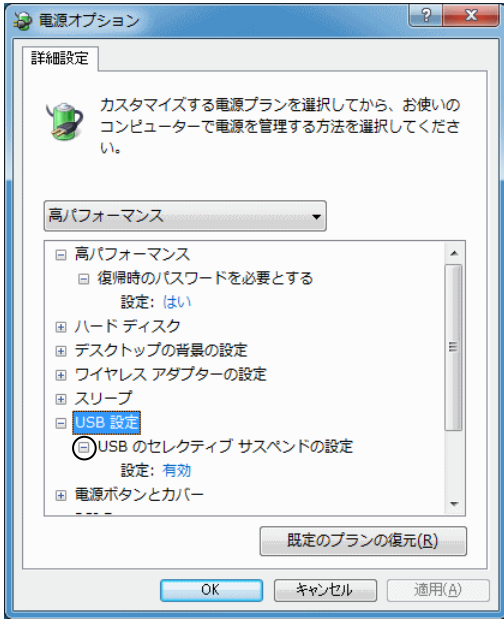 電源オプション
詳細設定
カスタマイズする電源プランを選択してから、お使いの
コンピューターで電源を管理する方法を選択してくださ
い。
高パフォーマンス
高パフォーマンス
復帰時のパスワードを必要とする
設定: はい
ハード ディスク
デスクトップの背景の設定
ワイヤレス アダプターの設定
スリープ
USB 設定
USB のセレクティブ サスペンドの設定
設定: 有効
電源ボタンとカバー
既定のプランの復元(R)
OK キャンセル 適用(A)